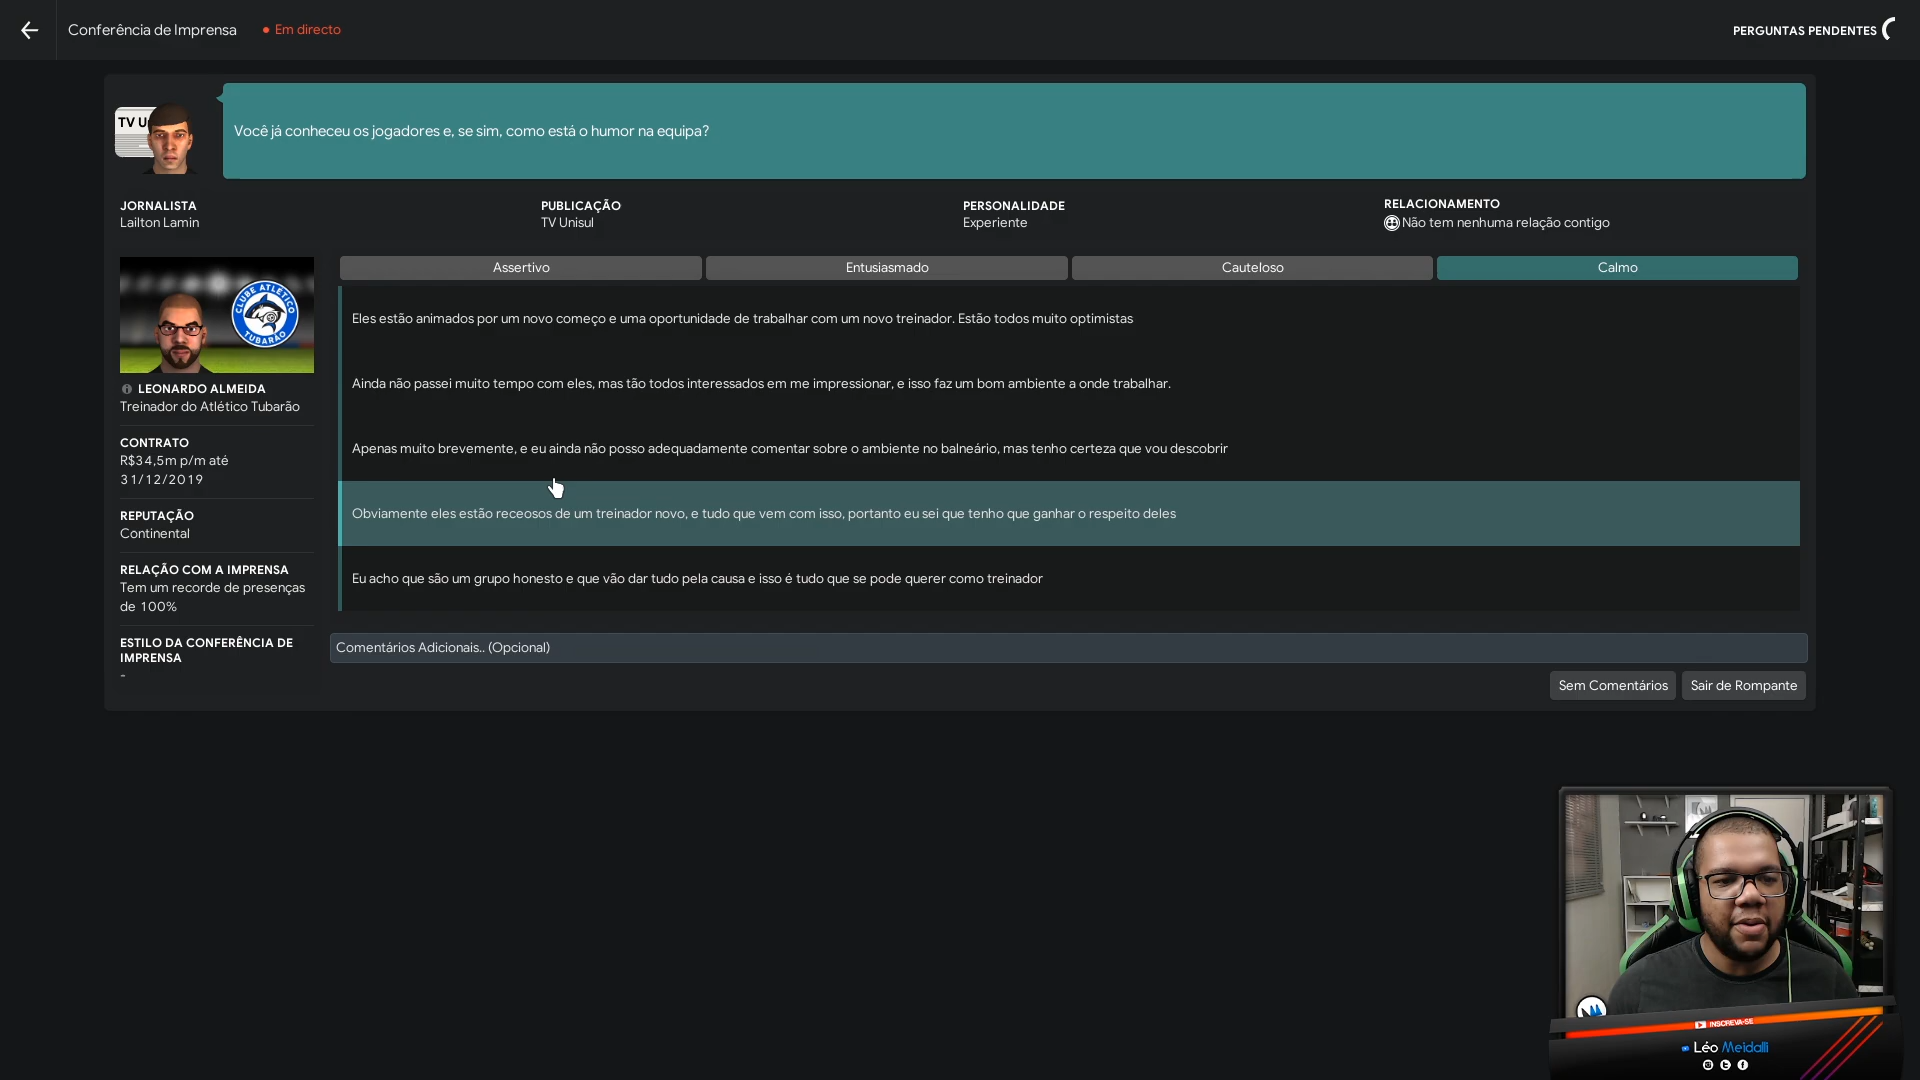 Conferência de Imprensa
Em directo
PERGUNTAS PENDENTES
TV U
Você já conheceu os jogadores e, se sim, como está o humor na equipa?
JORNALISTA
Lailton Lamin
PUBLICAÇÃO
TV Unisul
PERSONALIDADE
Experiente
RELACIONAMENTO
Não tem nenhuma relação contigo
CLUBE ATLÉTICO
TUBARÃO
LEONARDO ALMEIDA
Treinador do Atlético Tubarão
CONTRATO
R$34,5m p/m até
31/12/2019
REPUTAÇÃO
Continental
RELAÇÃO COM A IMPRENSA
Tem um recorde de presenças
de 100%
ESTILO DA CONFERÊNCIA DE
IMPRENSA
-
Assertivo
Entusiasmado
Cauteloso
Calmo
Eles estão animados por um novo começo e uma oportunidade de trabalhar com um novo treinador. Estão todos muito optimistas
Ainda não passei muito tempo com eles, mas tão todos interessados em me impressionar, e isso faz um bom ambiente a onde trabalhar.
Apenas muito brevemente, e eu ainda não posso adequadamente comentar sobre o ambiente no balneário, mas tenho certeza que vou descobrir
Obviamente eles estão receosos de um treinador novo, e tudo que vem com isso, portanto eu sei que tenho que ganhar o respeito deles
Eu acho que são um grupo honesto e que vão dar tudo pela causa e isso é tudo que se pode querer como treinador
Comentários Adicionais.. (Opcional)
Sem Comentários
Sair de Rompante
INSCREVA-SE
Léo Meidalli